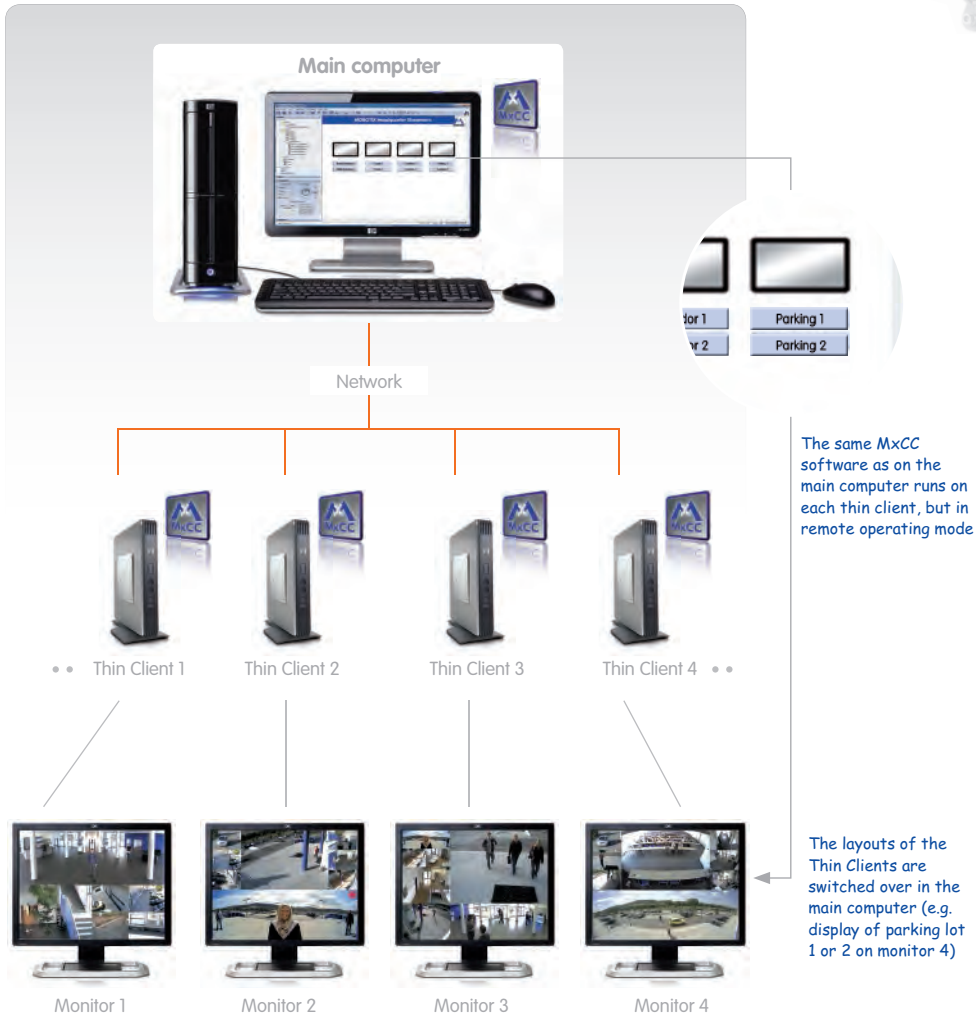 Main computer
MxCC
Parking 1
or 2
Parking 2
Network
The same MxCC
software as on the
main computer runs on
each thin client, but in
remote operating mode
MxCC
MxCC
MxCC
MxCC
Thin Client 1
Thin Client 2
Thin Client 3
Thin Client 4
The layouts of the
Thin Clients are
switched over in the
main computer (e.g.
display of parking lot
1 or 2 on monitor 4)
Monitor 1
Monitor 2
Monitor 3
Monitor 4